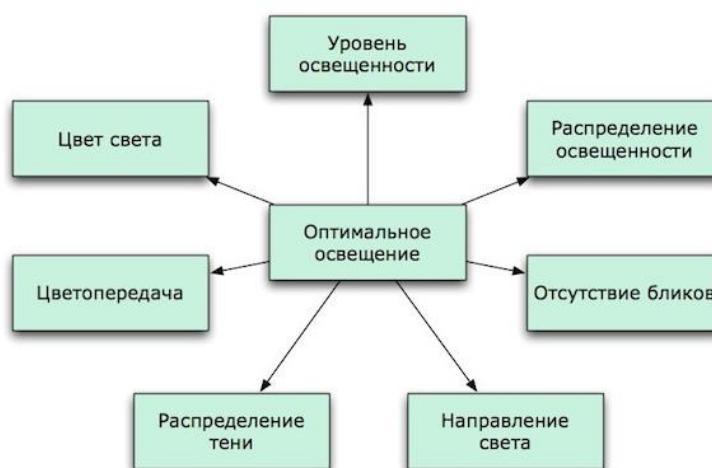 Уровень
освещенности
Цвет света
Распределение
освещенности
Оптимальное
освещение
Цветопередача
Отсутствие бликов
Распределение
тени
Направление
света